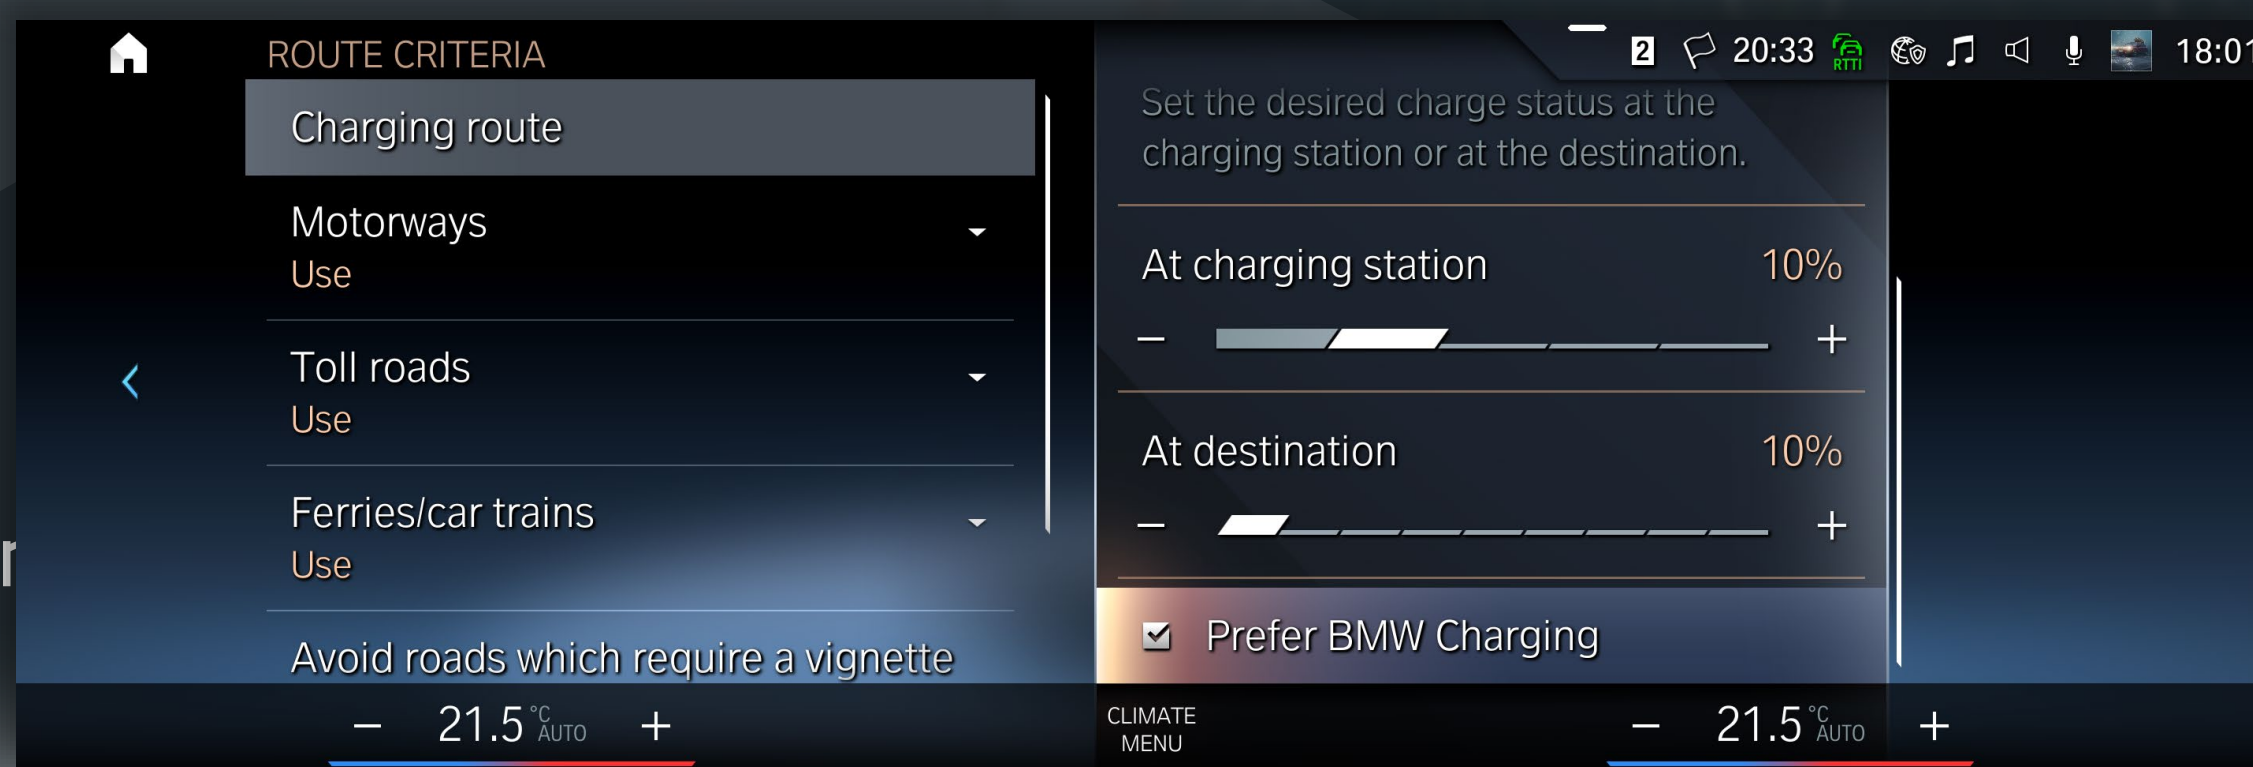 ROUTE CRITERIA
2
20:33
RTTI
18:01
Charging route
Motorways
Use
Toll roads
Use
Ferries/car trains
Use
Avoid roads which require a vignette
Set the desired charge status at the
charging station or at the destination.
At charging station 10%
− +
At destination 10%
− +
Prefer BMW Charging
− 21.5 °C AUTO +
CLIMATE
MENU
− 21.5 °C AUTO +